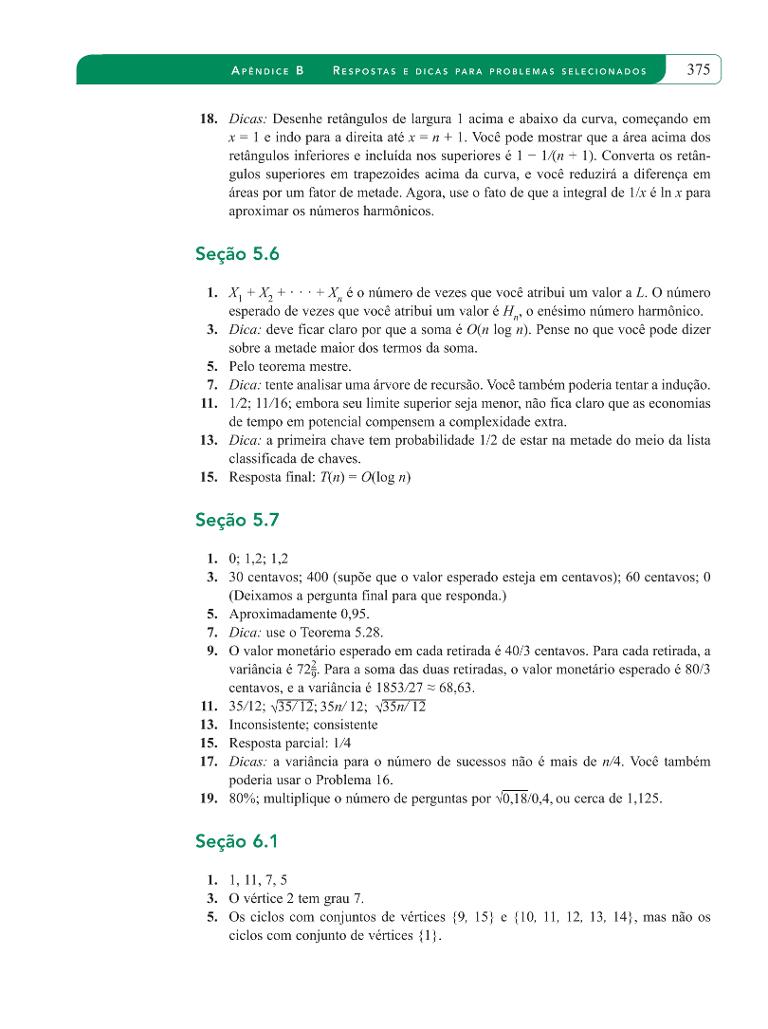 APÊNDICE B RESPOSTAS E DICAS PARA PROBLEMAS SELECIONADOS 375
18. Dicas: Desenhe retângulos de largura 1 acima e abaixo da curva, começando em
x = 1 e indo para a direita até x = n + 1. Você pode mostrar que a área acima dos
retângulos inferiores e incluída nos superiores é 1 − 1/(n + 1). Converta os retân-
gulos superiores em trapezoides acima da curva, e você reduzirá a diferença em
áreas por um fator de metade. Agora, use o fato de que a integral de 1/x é ln x para
aproximar os números harmônicos.
Seção 5.6
1. X₁ + X₂ + · · · + Xₙ é o número de vezes que você atribui um valor a L. O número
esperado de vezes que você atribui um valor é Hₙ, o enésimo número harmônico.
3. Dica: deve ficar claro por que a soma é O(n log n). Pense no que você pode dizer
sobre a metade maior dos termos da soma.
5. Pelo teorema mestre.
7. Dica: tente analisar uma árvore de recursão. Você também poderia tentar a indução.
11. 1/2; 11/16; embora seu limite superior seja menor, não fica claro que as economias
de tempo em potencial compensem a complexidade extra.
13. Dica: a primeira chave tem probabilidade 1/2 de estar na metade do meio da lista
classificada de chaves.
15. Resposta final: T(n) = O(log n)
Seção 5.7
1. 0; 1,2; 1,2
3. 30 centavos; 400 (supõe que o valor esperado esteja em centavos); 60 centavos; 0
(Deixamos a pergunta final para que responda.)
5. Aproximadamente 0,95.
7. Dica: use o Teorema 5.28.
9. O valor monetário esperado em cada retirada é 40/3 centavos. Para cada retirada, a
variância é 72 2/9. Para a soma das duas retiradas, o valor monetário esperado é 80/3
centavos, e a variância é 1853/27 ≈ 68,63.
11. 35/12; √35/12; 35n/12; √35n/12
13. Inconsistente; consistente
15. Resposta parcial: 1/4
17. Dicas: a variância para o número de sucessos não é mais de n/4. Você também
poderia usar o Problema 16.
19. 80%; multiplique o número de perguntas por √0,18/0,4, ou cerca de 1,125.
Seção 6.1
1. 1, 11, 7, 5
3. O vértice 2 tem grau 7.
5. Os ciclos com conjuntos de vértices {9, 15} e {10, 11, 12, 13, 14}, mas não os
ciclos com conjunto de vértices {1}.